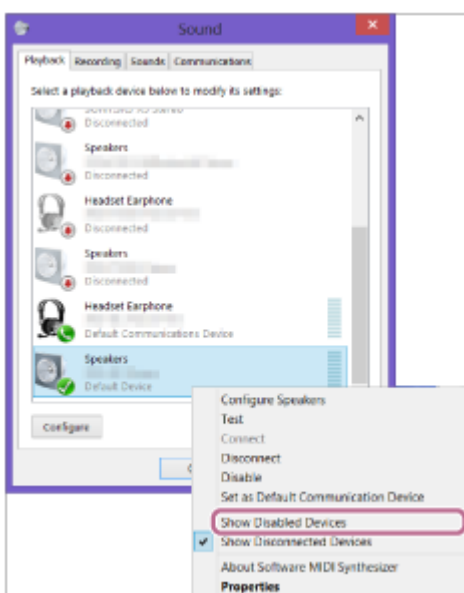 Sound
Playback Recording Sounds Communications
Select a playback device below to modify its settings:
Disconnected
Speakers
Disconnected
Headset Earphone
Disconnected
Speakers
Disconnected
Headset Earphone
Default Communications Device
Speakers
Default Device
Configure
Configure Speakers
Test
Connect
Disconnect
Disable
Set as Default Communication Device
Show Disabled Devices
Show Disconnected Devices
About Software MIDI Synthesizer
Properties